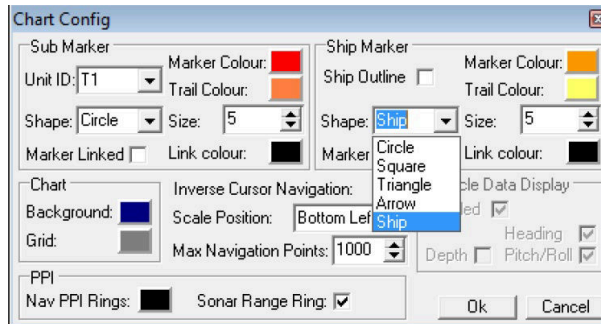 Chart Config
Sub Marker
Unit ID: T1
Marker Colour:
Trail Colour:
Shape: Circle
Size: 5
Marker Linked
Link colour:
Ship Marker
Ship Outline
Marker Colour:
Trail Colour:
Shape: Ship
Size: 5
Marker
Link colour:
Circle
Square
Triangle
Arrow
Ship
Chart
Background:
Grid:
Inverse Cursor Navigation:
Scale Position: Bottom Lef
Max Navigation Points: 1000
cle Data Display
led
Heading
Depth
Pitch/Roll
PPI
Nav PPI Rings:
Sonar Range Ring:
Ok
Cancel